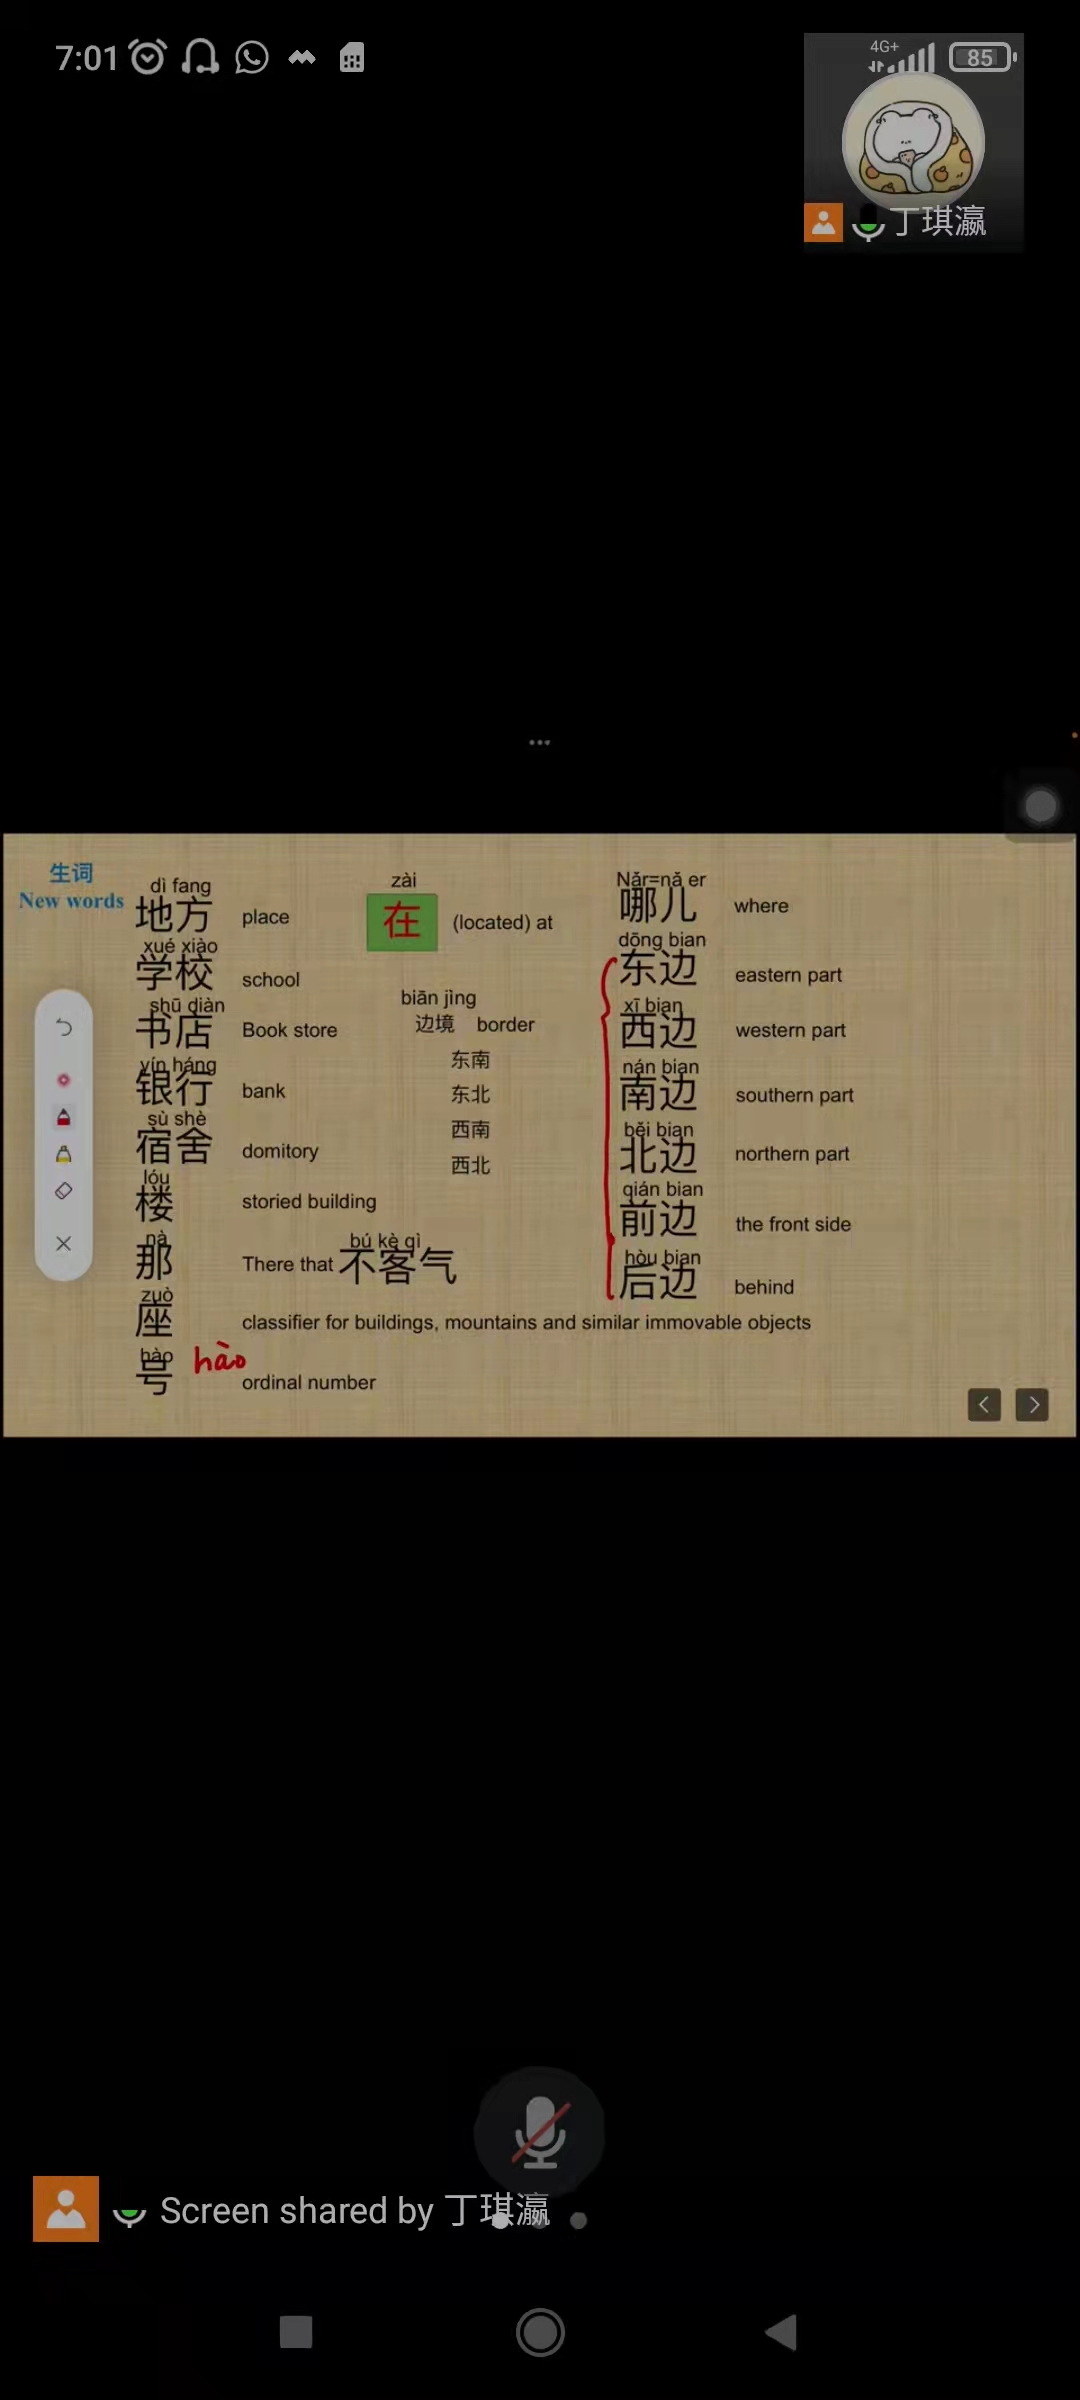 7:01
4G+
85
丁琪瀛
生词
New words
dì fang
地方 place
xué xiào
学校 school
shū diàn
书店 Book store
yín háng
银行 bank
sù shè
宿舍 domitory
lóu
楼 storied building
nà
那 There that
bú kè qì
不客气
zuò
座 classifier for buildings, mountains and similar immovable objects
hào
号 hào ordinal number
zài
在 (located) at
biān jìng
边境 border
东南
东北
西南
西北
Nǎr=nǎ er
哪儿 where
dōng bian
东边 eastern part
xī bian
西边 western part
nán bian
南边 southern part
běi bian
北边 northern part
qián bian
前边 the front side
hòu bian
后边 behind
Screen shared by 丁琪瀛